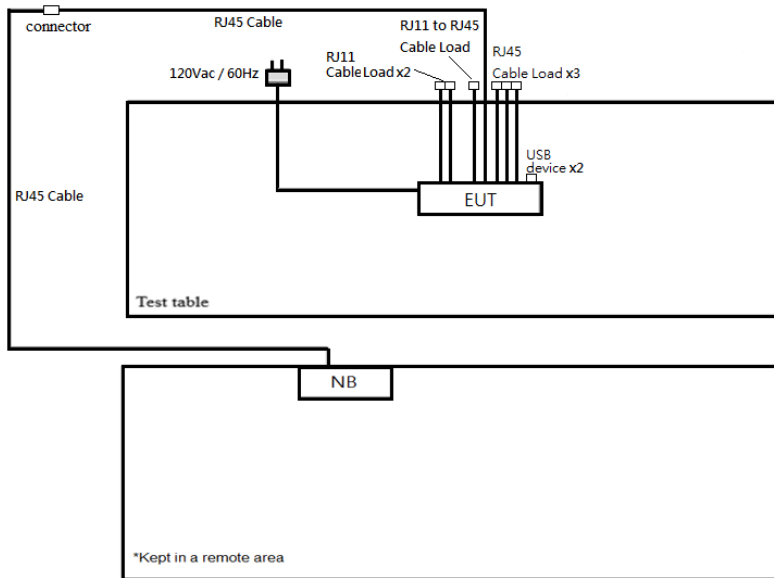 RJ45 Cable
connector
RJ11 to RJ45
Cable Load
RJ11
Cable Load x2
RJ45
Cable Load x3
120Vac / 60Hz
USB
device x2
RJ45 Cable
EUT
Test table
NB
*Kept in a remote area